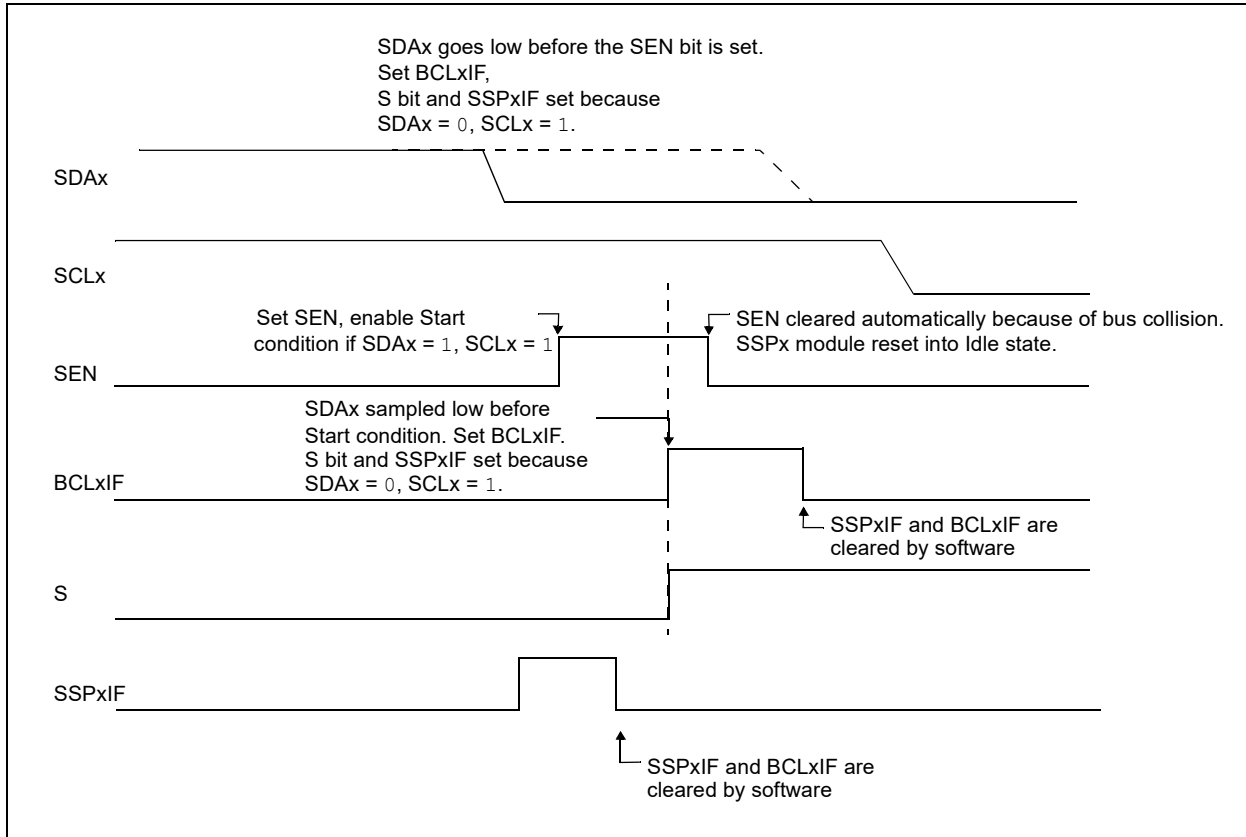 SDAx goes low before the SEN bit is set.
Set BCLxIF,
S bit and SSPxIF set because
SDAx = 0, SCLx = 1.
SDAx
SCLx
Set SEN, enable Start
condition if SDAx = 1, SCLx = 1
SEN cleared automatically because of bus collision.
SSPx module reset into Idle state.
SEN
SDAx sampled low before
Start condition. Set BCLxIF.
S bit and SSPxIF set because
SDAx = 0, SCLx = 1.
BCLxIF
SSPxIF and BCLxIF are
cleared by software
S
SSPxIF
SSPxIF and BCLxIF are
cleared by software